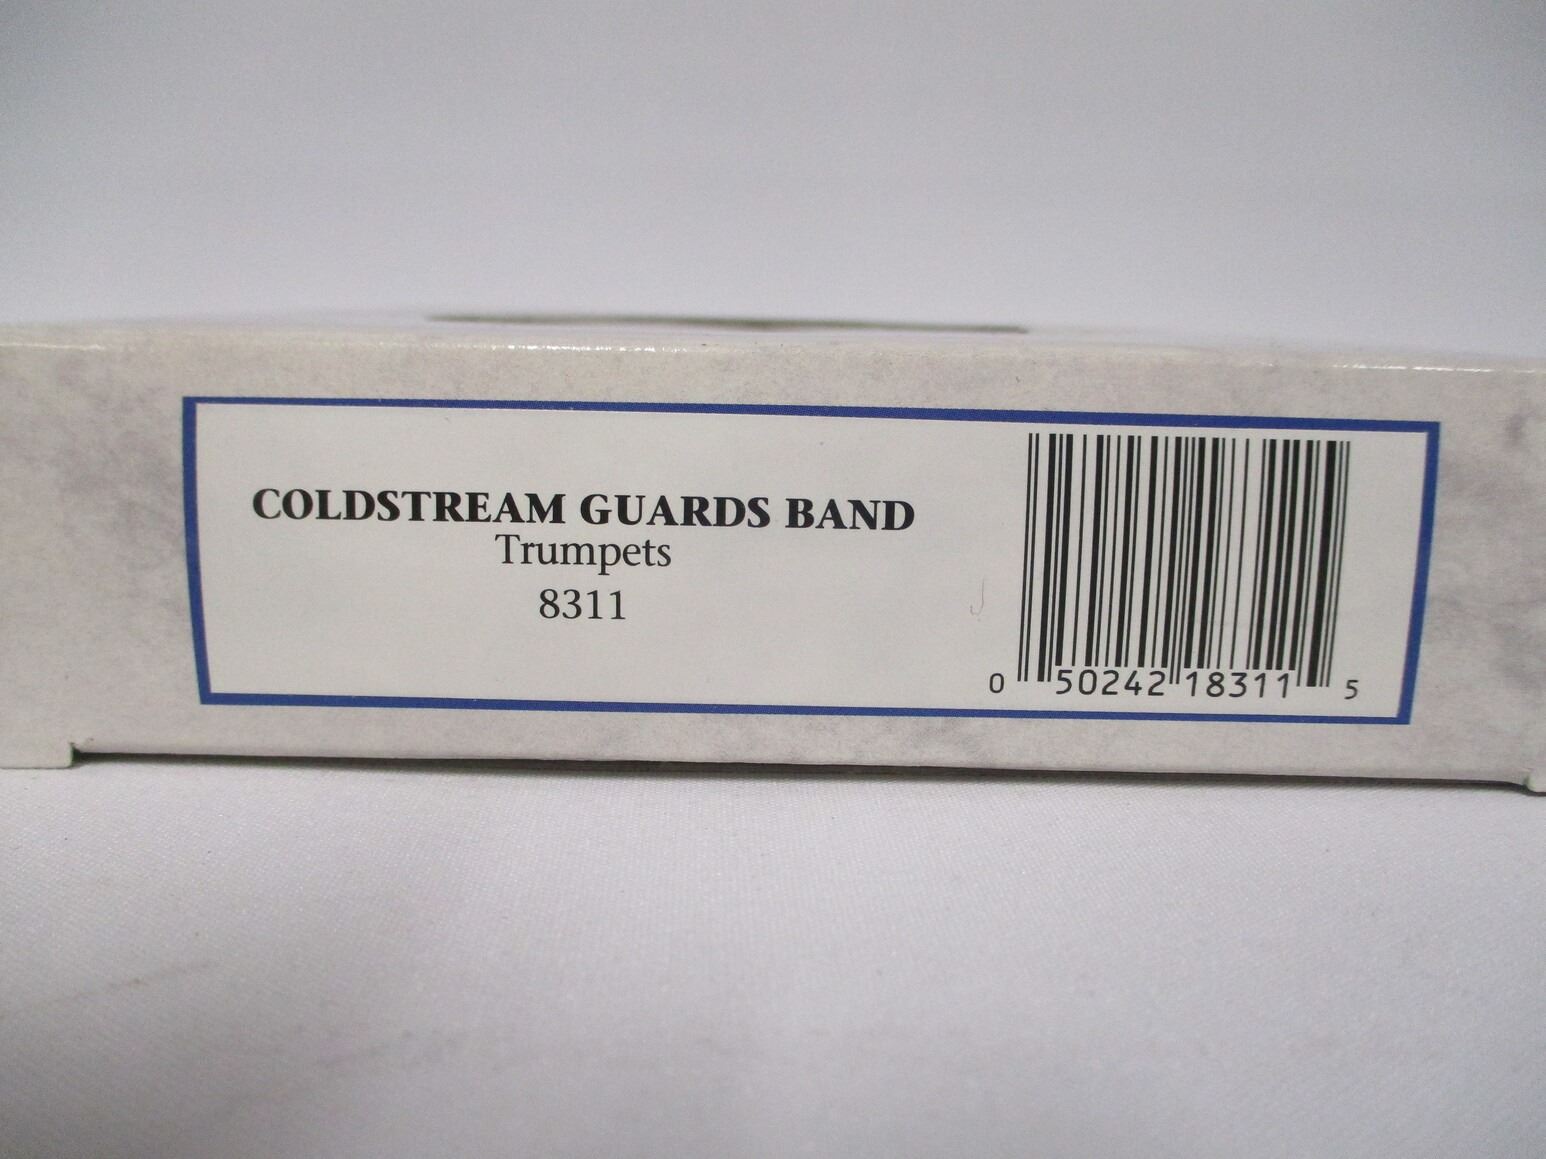 COLDSTREAM GUARDS BAND
Trumpets
8311
0 50242 18311 5